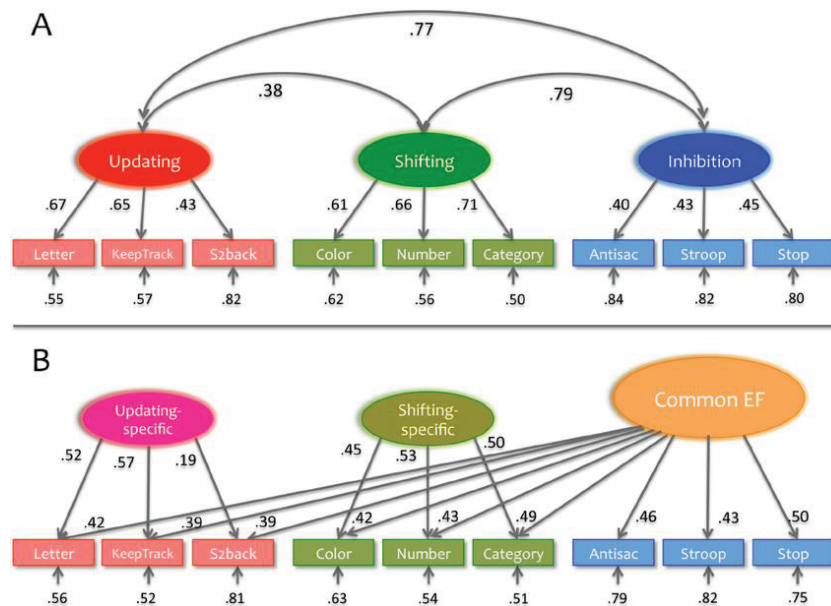 A
.77
.38 .79
Updating Shifting Inhibition
.67 .65 .43 .61 .66 .71 .40 .43 .45
Letter KeepTrack S2back Color Number Category Antisac Stroop Stop
.55 .57 .82 .62 .56 .50 .84 .82 .80
B
Updating-
specific
Shifting-
specific
Common EF
.52 .57 .19 .45 .53 .50
.42 .39 .39 .42 .43 .49 .46 .43 .50
Letter KeepTrack S2back Color Number Category Antisac Stroop Stop
.56 .52 .81 .63 .54 .51 .79 .82 .75